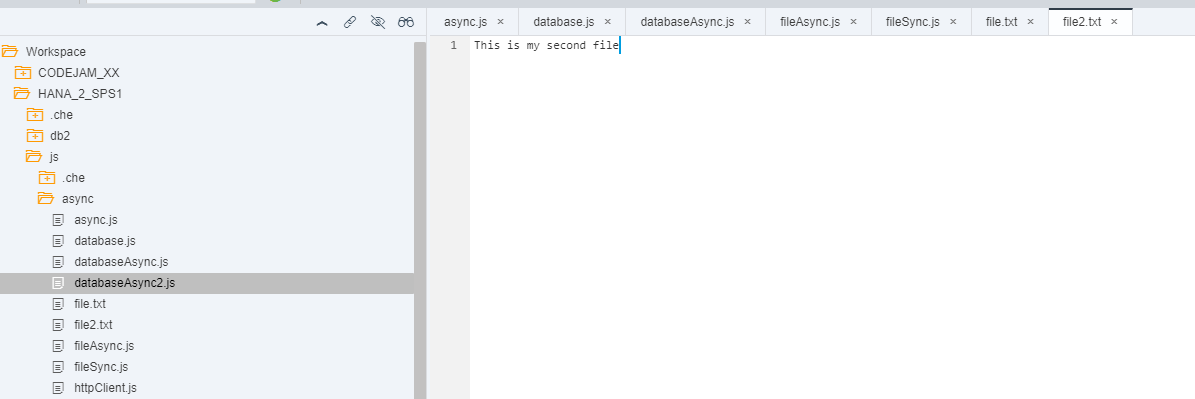 async.js × database.js × databaseAsync.js × fileAsync.js × fileSync.js × file.txt × file2.txt ×
Workspace
CODEJAM_XX
HANA_2_SPS1
.che
db2
js
.che
async
async.js
database.js
databaseAsync.js
databaseAsync2.js
file.txt
file2.txt
fileAsync.js
fileSync.js
httpClient.js
1 This is my second file